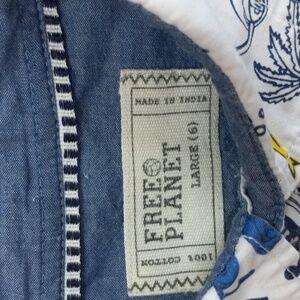 MADE IN INDIA
FREE PLANET
LARGE (6)
100% COTTON